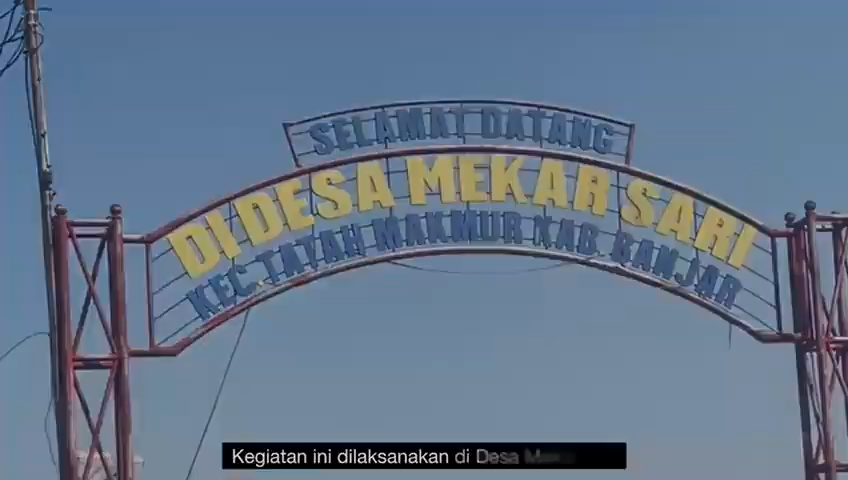 SELAMAT DATANG
DI DESA MEKAR SARI
KEC.TATAH MAKMUR KAB.BANJAR
Kegiatan ini dilaksanakan di Desa